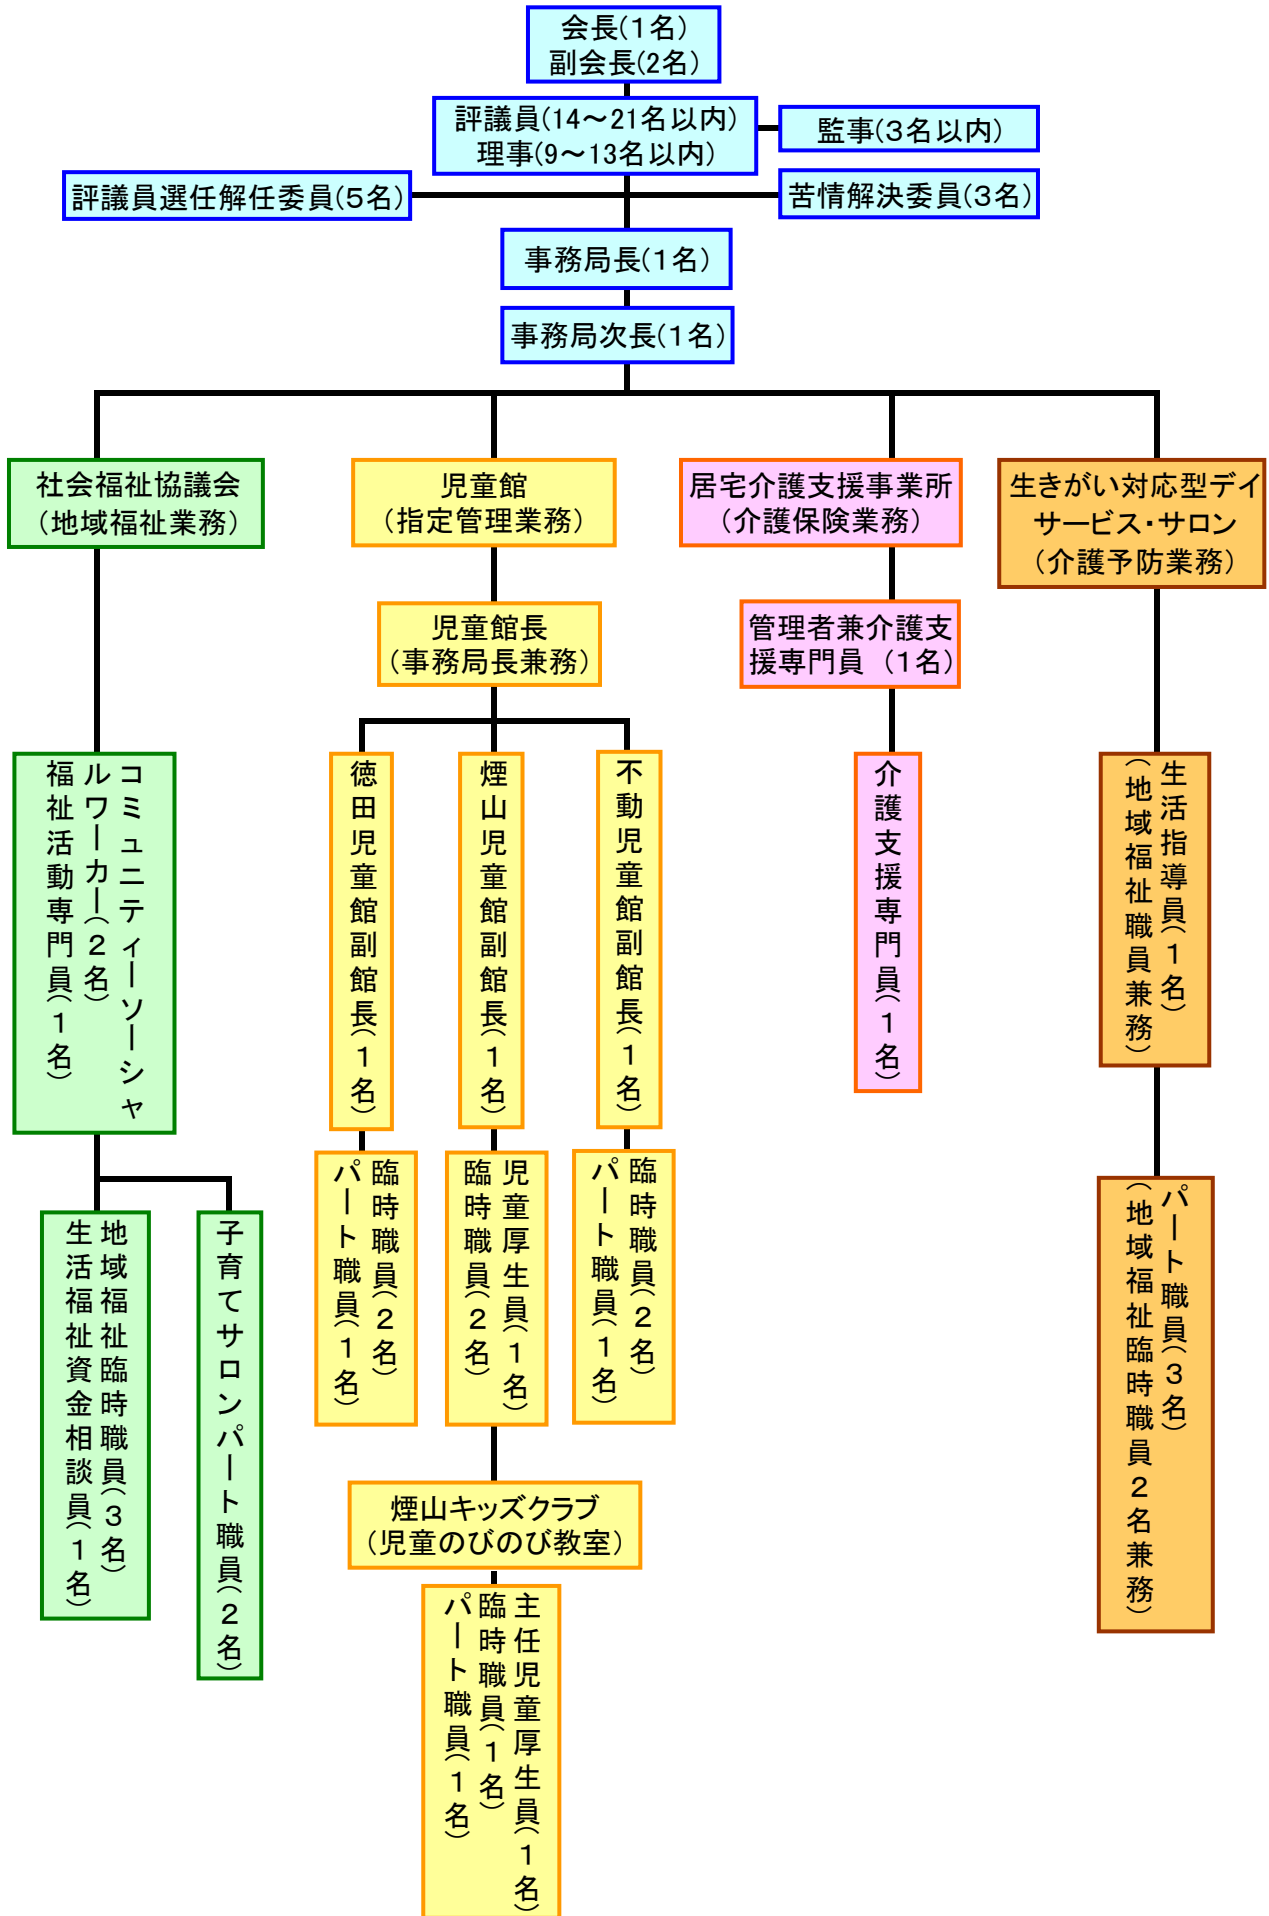 会長(1名)
副会長(2名)
評議員(14～21名以内)
理事(9～13名以内)
監事(3名以内)
評議員選任解任委員(5名)
苦情解決委員(3名)
事務局長(1名)
事務局次長(1名)
社会福祉協議会
(地域福祉業務)
児童館
(指定管理業務)
居宅介護支援事業所
(介護保険業務)
生きがい対応型デイ
サービス・サロン
(介護予防業務)
児童館長
(事務局長兼務)
管理者兼介護支
援専門員 (1名)
コミュニティーソーシャ
ルワーカー(2名)
福祉活動専門員(1名)
徳田児童館副館長(1名)
煙山児童館副館長(1名)
不動児童館副館長(1名)
介護支援専門員(1名)
生活指導員(1名)
(地域福祉職員兼務)
臨時職員(2名)
パート職員(1名)
児童厚生員(1名)
臨時職員(2名)
臨時職員(2名)
パート職員(1名)
パート職員(3名)
(地域福祉臨時職員2名兼務)
地域福祉臨時職員(3名)
生活福祉資金相談員(1名)
子育てサロンパート職員(2名)
煙山キッズクラブ
(児童のびのび教室)
主任児童厚生員(1名)
臨時職員(1名)
パート職員(1名)